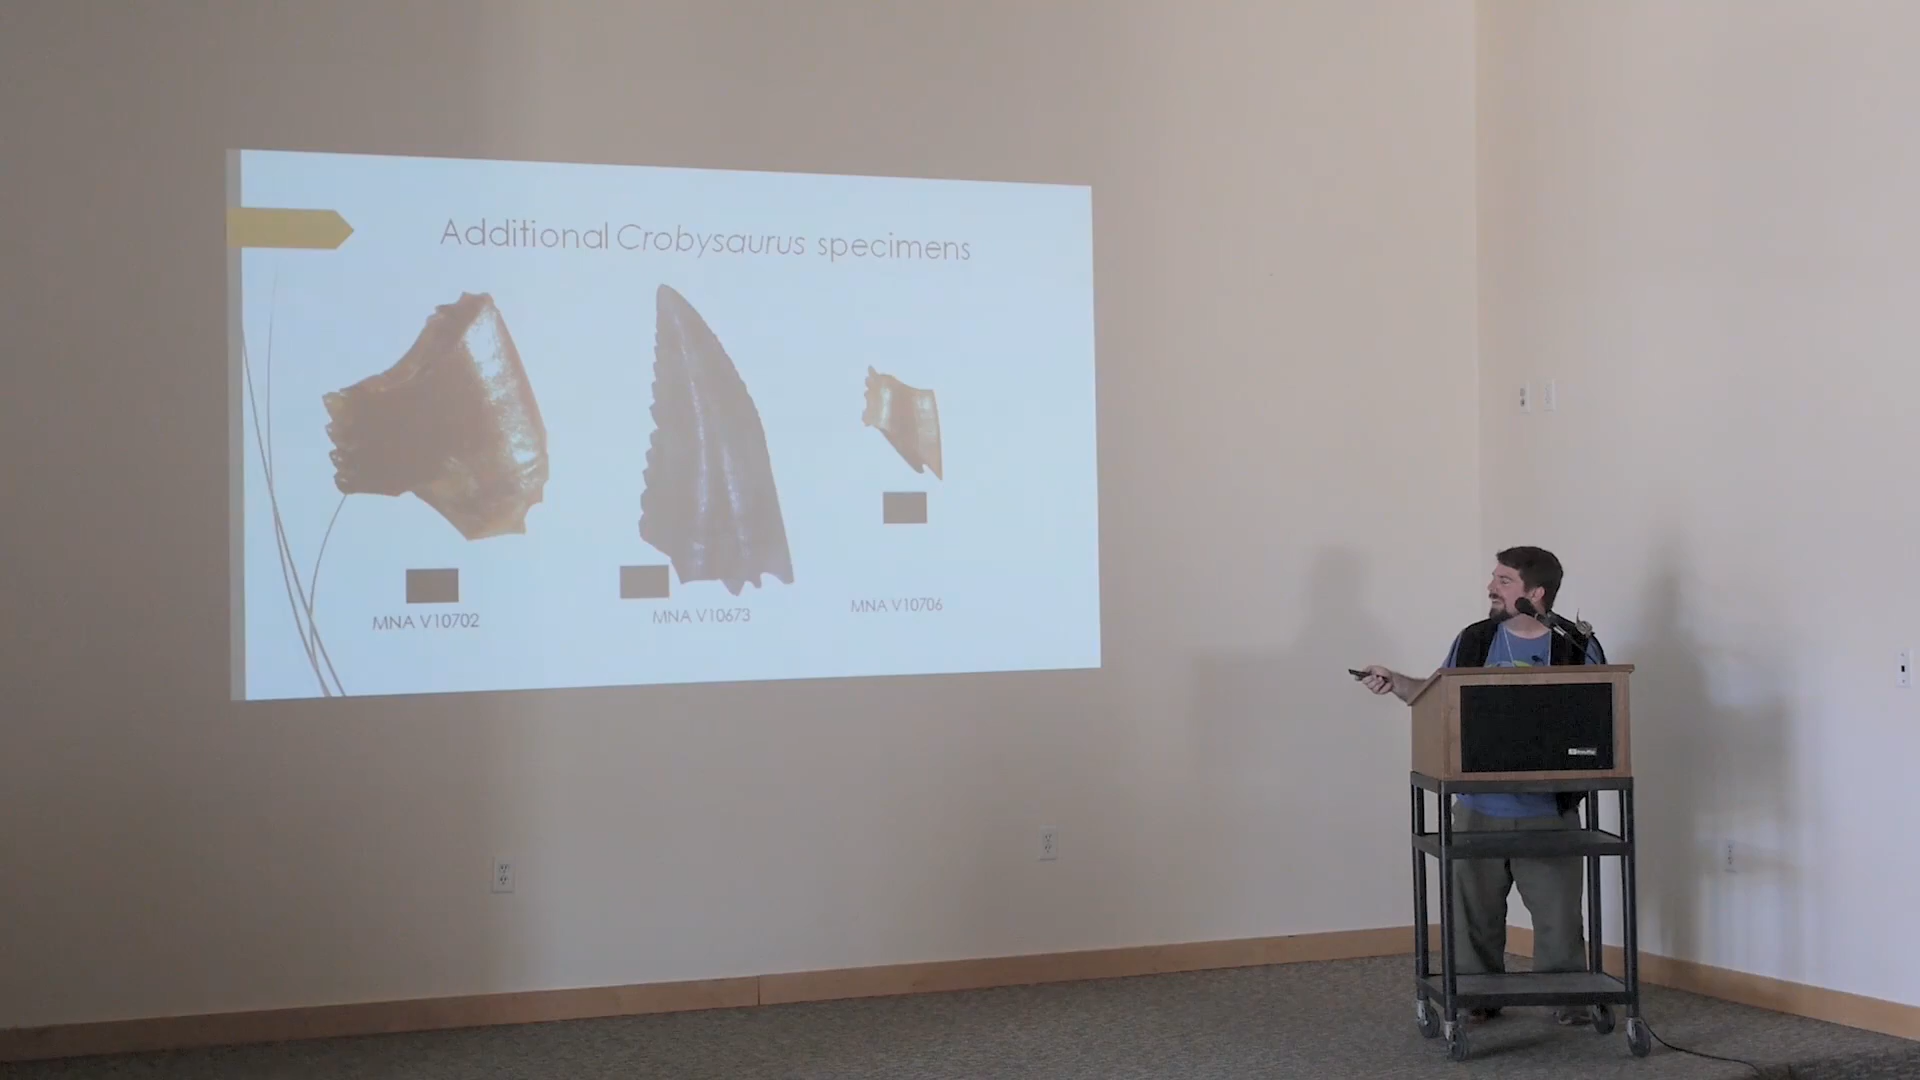 Additional Crobysaurus specimens
MNA V10702
MNA V10673
MNA V10706